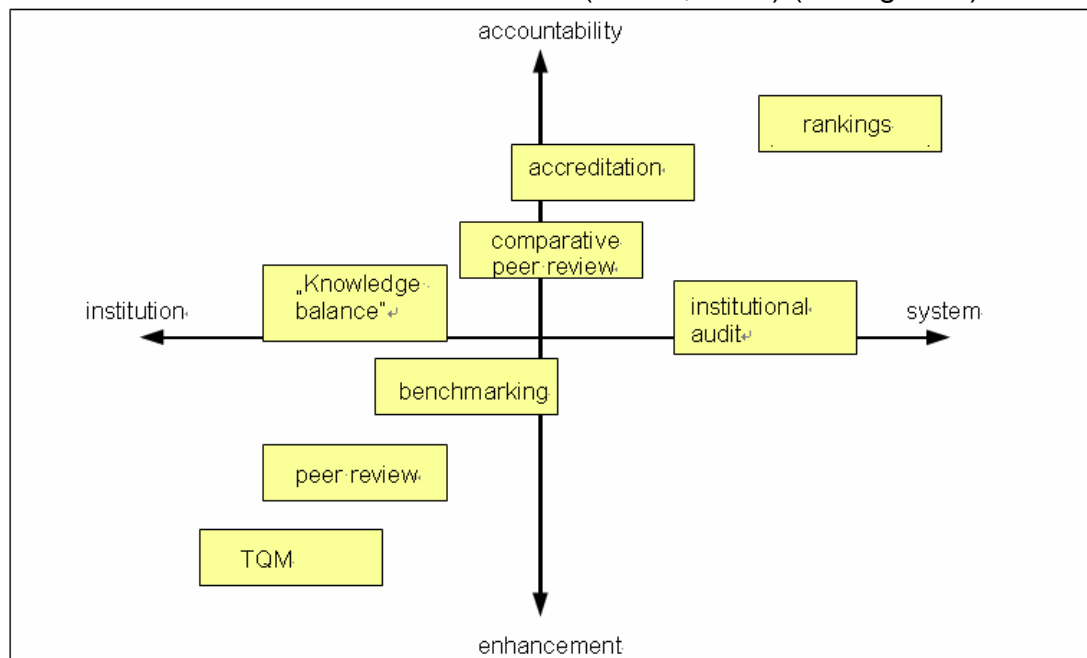 accountability
rankings
accreditation
comparative
peer review
„Knowledge
balance"
institution
institutional
audit
system
benchmarking
peer review
TQM
enhancement